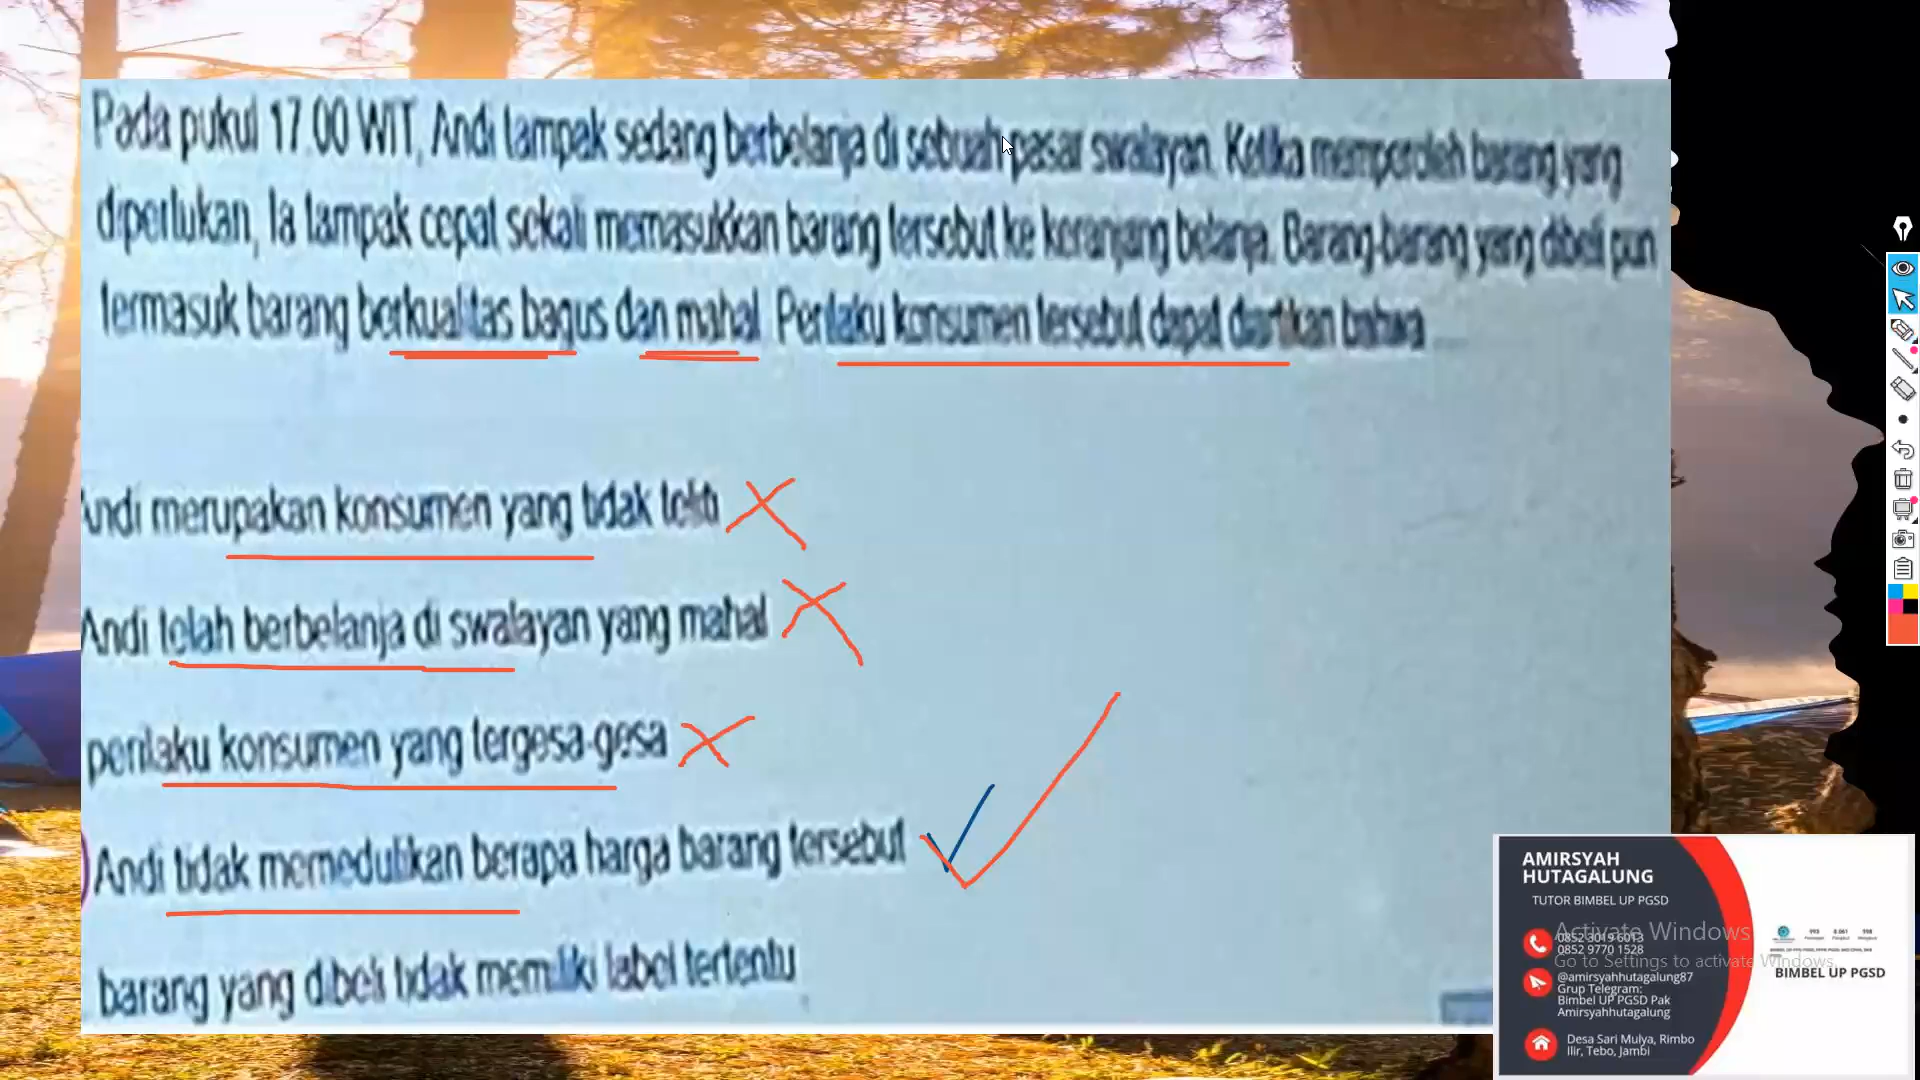 Pada pukul 17.00 WIT, Andi tampak sedang berbelanja di sebuah pasar swalayan. Ketika memperoleh barang yang
diperlukan, Ia tampak cepat sekali memasukkan barang tersebut ke keranjang belanja. Barang-barang yang dibeli pun
termasuk barang berkualitas bagus dan mahal. Perilaku konsumen tersebut dapat diartikan bahwa
Andi merupakan konsumen yang tidak teliti
Andi telah berbelanja di swalayan yang mahal
perilaku konsumen yang tergesa-gesa
Andi tidak memedulikan berapa harga barang tersebut
barang yang dibeli tidak memiliki label tertentu
AMIRSYAH
HUTAGALUNG
TUTOR BIMBEL UP PGSD
0852 3019 6013
0852 9770 1528
@amirsyahhutagalung87
Grup Telegram:
Bimbel UP PGSD Pak
Amirsyahhutagalung
Desa Sari Mulya, Rimbo
Ilir, Tebo, Jambi
BIMBEL UP PGSD
Activate Windows
Go to Settings to activate Windows.